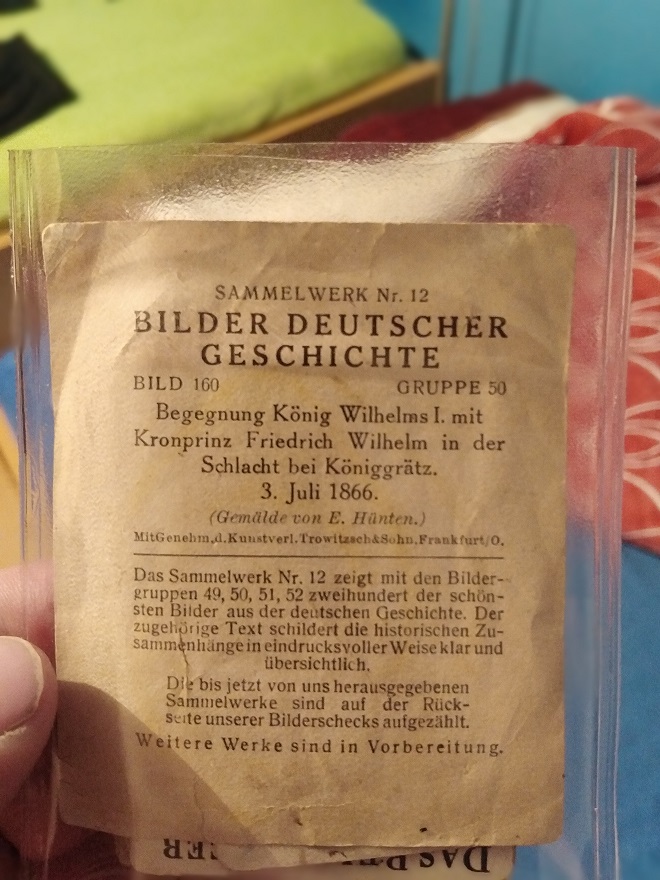 SAMMELWERK Nr. 12
BILDER DEUTSCHER
GESCHICHTE
BILD 160 GRUPPE 50
Begegnung König Wilhelms I. mit
Kronprinz Friedrich Wilhelm in der
Schlacht bei Königgrätz.
3. Juli 1866.
(Gemälde von E. Hünten.)
Mit Genehm. d. Kunstverl. Trowitzsch & Sohn, Frankfurt/O.
Das Sammelwerk Nr. 12 zeigt mit den Bilder-
gruppen 49, 50, 51, 52 zweihundert der schön-
sten Bilder aus der deutschen Geschichte. Der
zugehörige Text schildert die historischen Zu-
sammenhänge in eindrucksvoller Weise klar und
übersichtlich.
Die bis jetzt von uns herausgegebenen
Sammelwerke sind auf der Rück-
seite unserer Bilderschecks aufgezählt.
Weitere Werke sind in Vorbereitung.
DAS